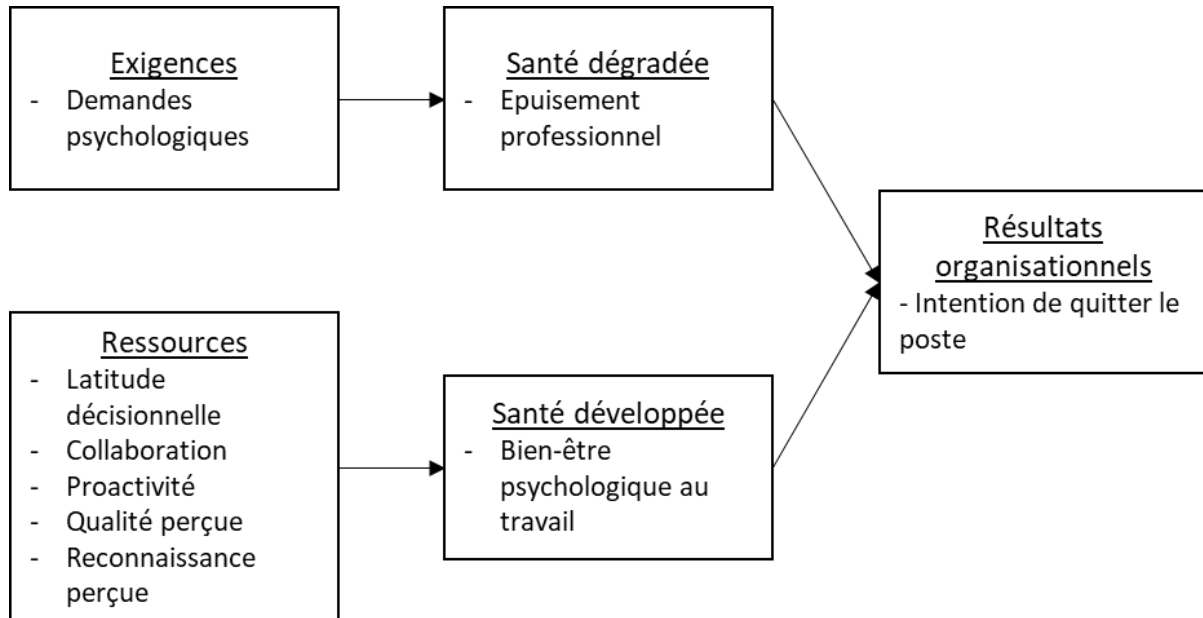 Exigences
- Demandes
psychologiques
Santé dégradée
- Epuisement
professionnel
Résultats
organisationnels
- Intention de quitter le
poste
Ressources
- Latitude
décisionnelle
- Collaboration
- Proactivité
- Qualité perçue
- Reconnaissance
perçue
Santé développée
- Bien-être
psychologique au
travail